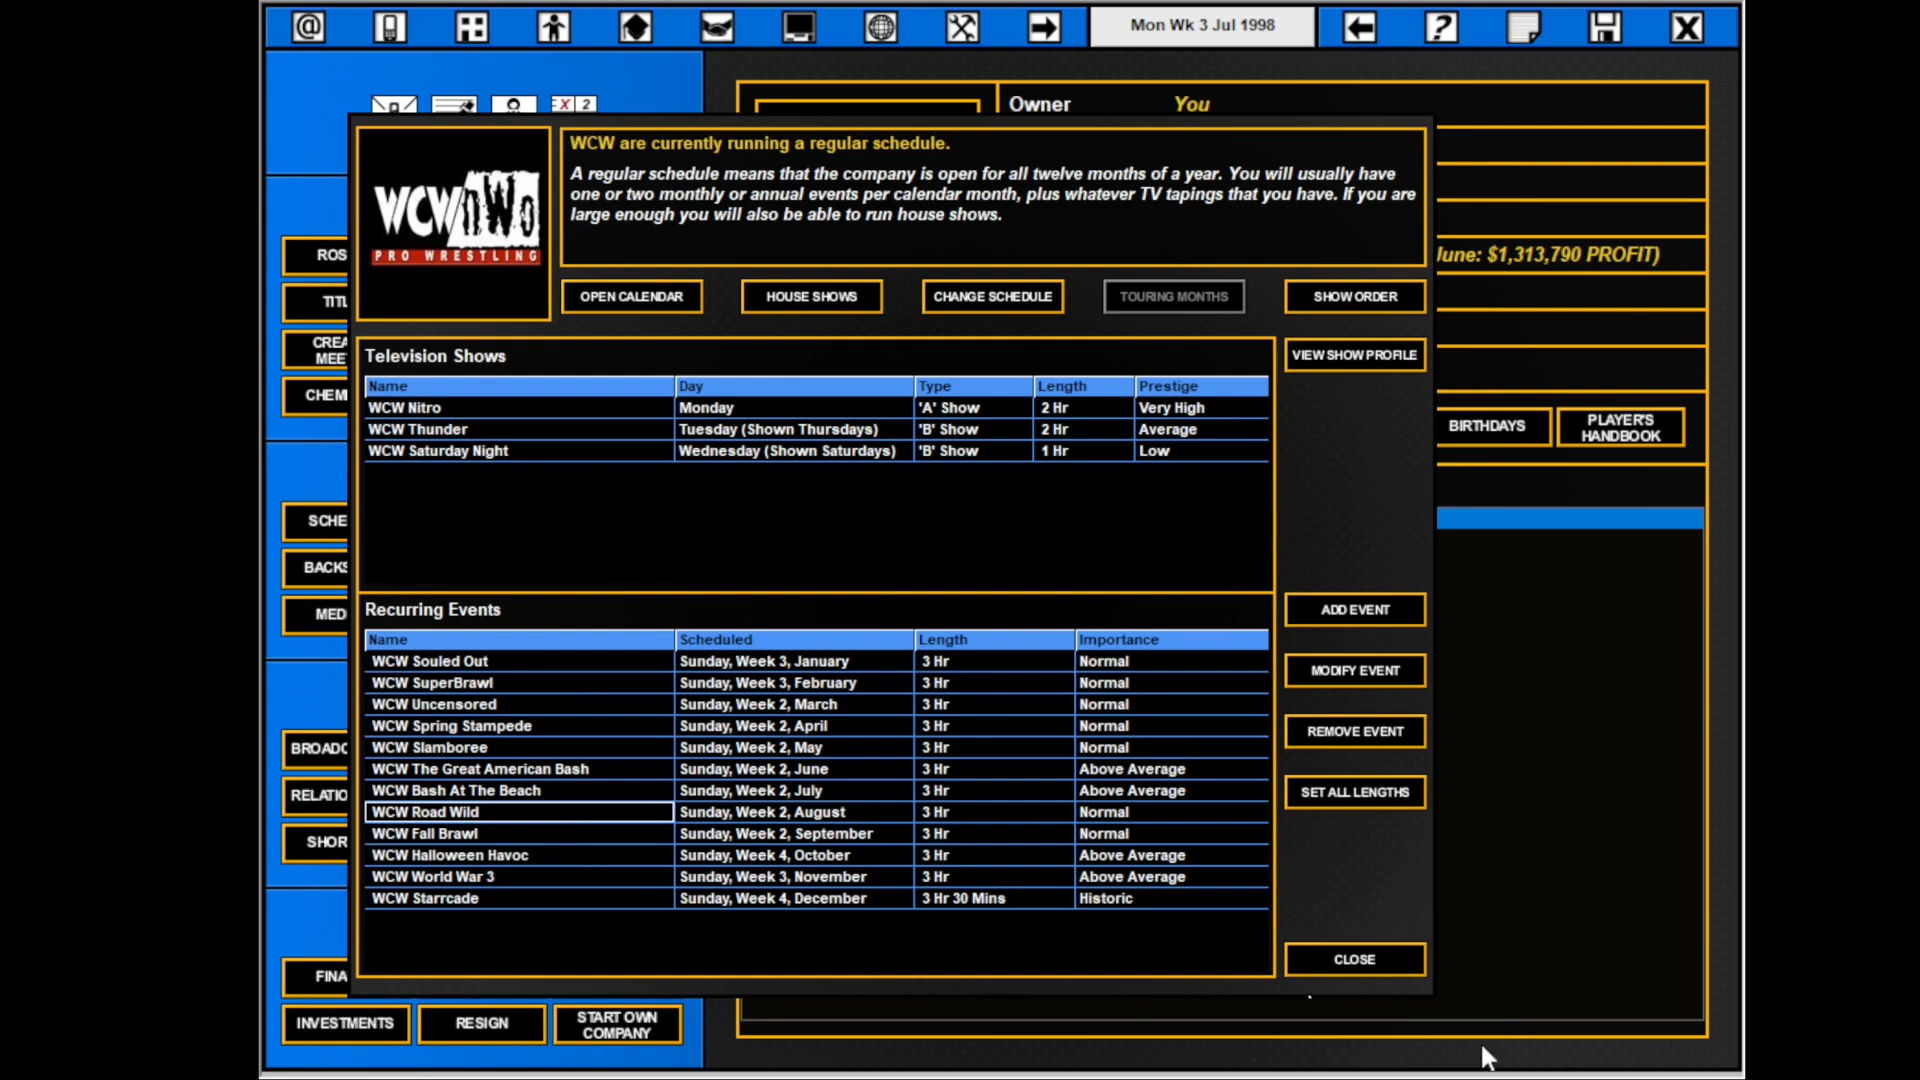 @
Mon Wk 3 Jul 1998
?
X
X 2
Owner
You
WCW nWo
PRO WRESTLING
WCW are currently running a regular schedule.
A regular schedule means that the company is open for all twelve months of a year. You will usually have
one or two monthly or annual events per calendar month, plus whatever TV tapings that you have. If you are
large enough you will also be able to run house shows.
June: $1,313,790 PROFIT)
OPEN CALENDAR
HOUSE SHOWS
CHANGE SCHEDULE
TOURING MONTHS
SHOW ORDER
Television Shows
VIEW SHOW PROFILE
Name Day Type Length Prestige
WCW Nitro Monday 'A' Show 2 Hr Very High
WCW Thunder Tuesday (Shown Thursdays) 'B' Show 2 Hr Average
WCW Saturday Night Wednesday (Shown Saturdays) 'B' Show 1 Hr Low
BIRTHDAYS
PLAYER'S
HANDBOOK
Recurring Events
ADD EVENT
MODIFY EVENT
REMOVE EVENT
SET ALL LENGTHS
CLOSE
Name Scheduled Length Importance
WCW Souled Out Sunday, Week 3, January 3 Hr Normal
WCW SuperBrawl Sunday, Week 3, February 3 Hr Normal
WCW Uncensored Sunday, Week 2, March 3 Hr Normal
WCW Spring Stampede Sunday, Week 2, April 3 Hr Normal
WCW Slamboree Sunday, Week 2, May 3 Hr Normal
WCW The Great American Bash Sunday, Week 2, June 3 Hr Above Average
WCW Bash At The Beach Sunday, Week 2, July 3 Hr Above Average
WCW Road Wild Sunday, Week 2, August 3 Hr Normal
WCW Fall Brawl Sunday, Week 2, September 3 Hr Normal
WCW Halloween Havoc Sunday, Week 4, October 3 Hr Above Average
WCW World War 3 Sunday, Week 3, November 3 Hr Above Average
WCW Starrcade Sunday, Week 4, December 3 Hr 30 Mins Historic
ROS
TITL
CREA
MEE
CHEM
SCHE
BACKS
MED
BROADC
RELATIO
SHOR
FINA
INVESTMENTS
RESIGN
START OWN
COMPANY